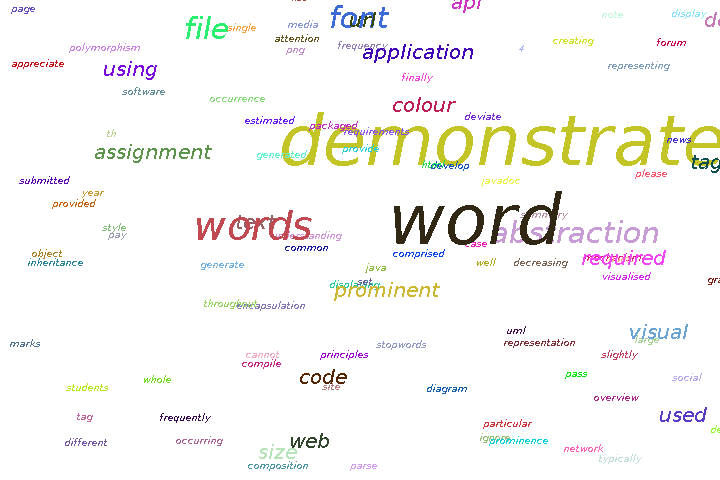 page
api
file
single
media
font
url
note
display
attention
polymorphism
png
frequency
application
4
creating
forum
appreciate
using
finally
representing
software
occurrence
colour
estimated
packaged
requirements
deviate
demonstrate
th
assignment
generated
provide
html
develop
news
tag
submitted
javadoc
please
year
provided
words
text
word
summary
abstraction
style
pay
understanding
common
case
object
inheritance
generate
comprised
well
decreasing
required
java
visualised
set
displaying
prominent
throughout
encapsulation
marks
uml
representation
visual
large
stopwords
cannot
compile
principles
slightly
students
whole
code
site
diagram
pass
social
overview
tag
frequently
used
particular
different
occurring
web
ignore
prominence
size
network
typically
composition
parse